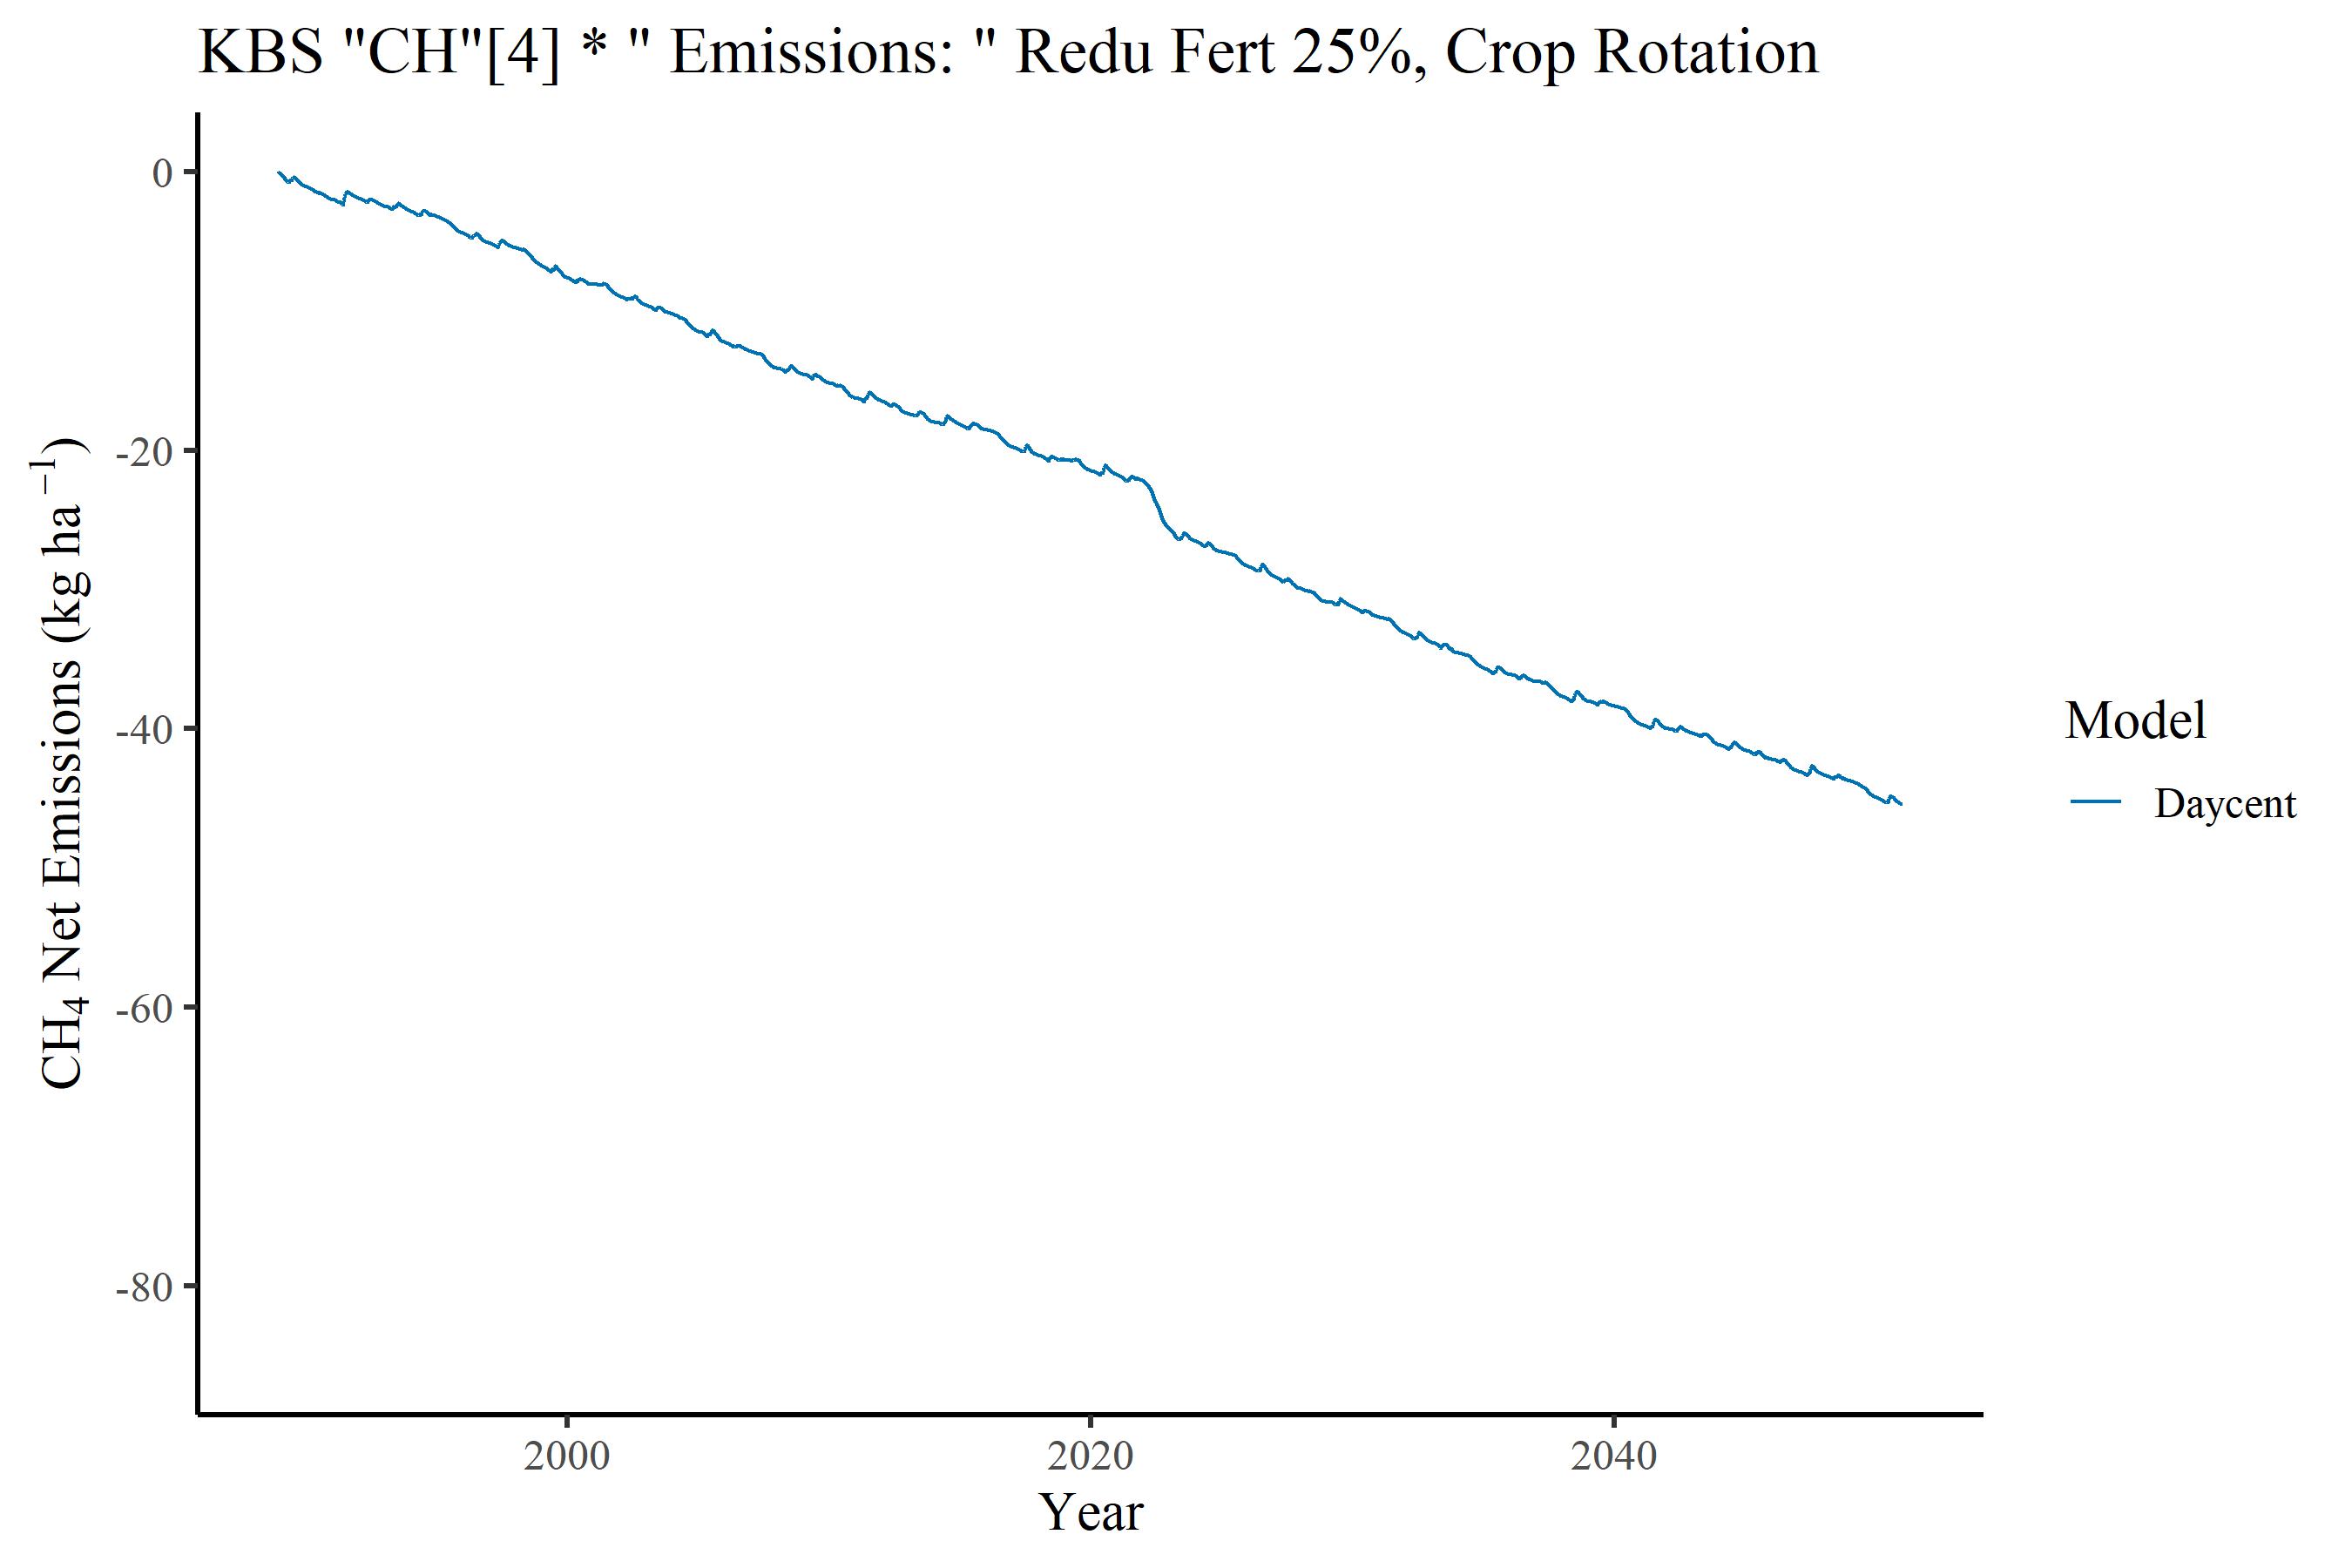 KBS "CH"[4] * " Emissions: " Redu Fert 25%, Crop Rotation
CH₄ Net Emissions (kg ha ⁻¹)
0
-20
-40
-60
-80
2000 2020 2040
Year
Model
Daycent